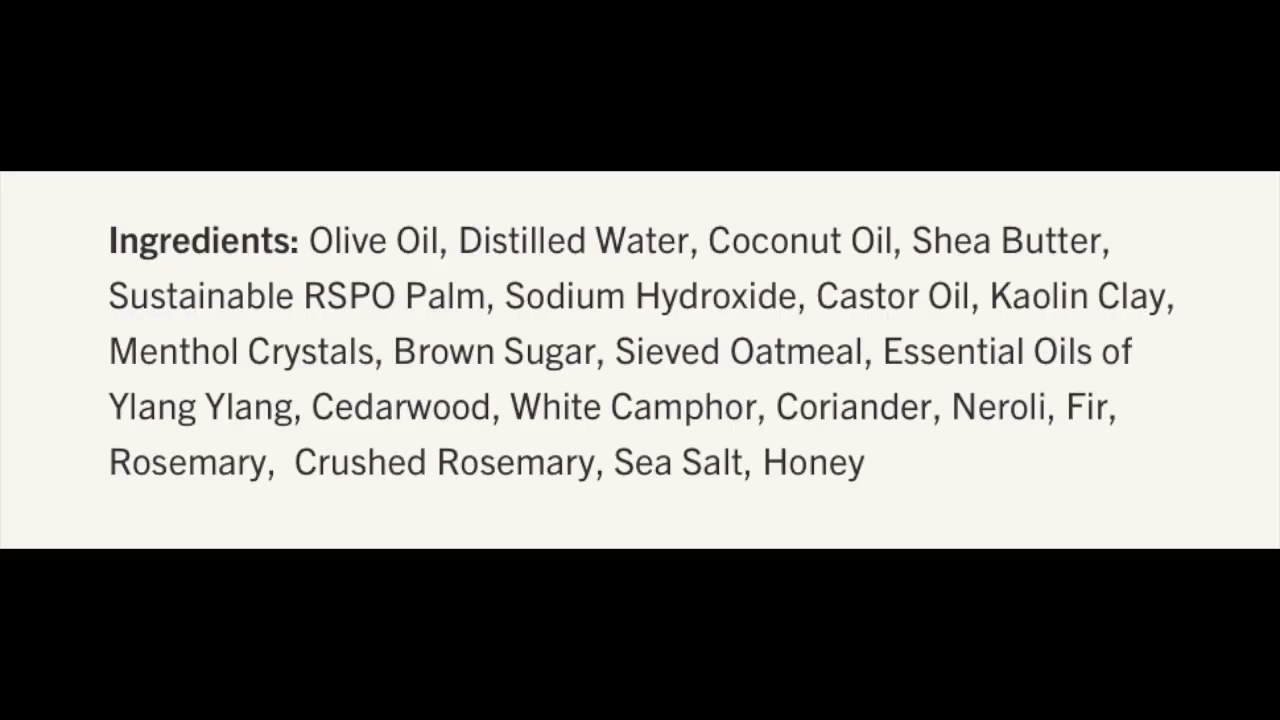 Ingredients: Olive Oil, Distilled Water, Coconut Oil, Shea Butter,
Sustainable RSPO Palm, Sodium Hydroxide, Castor Oil, Kaolin Clay,
Menthol Crystals, Brown Sugar, Sieved Oatmeal, Essential Oils of
Ylang Ylang, Cedarwood, White Camphor, Coriander, Neroli, Fir,
Rosemary,  Crushed Rosemary, Sea Salt, Honey